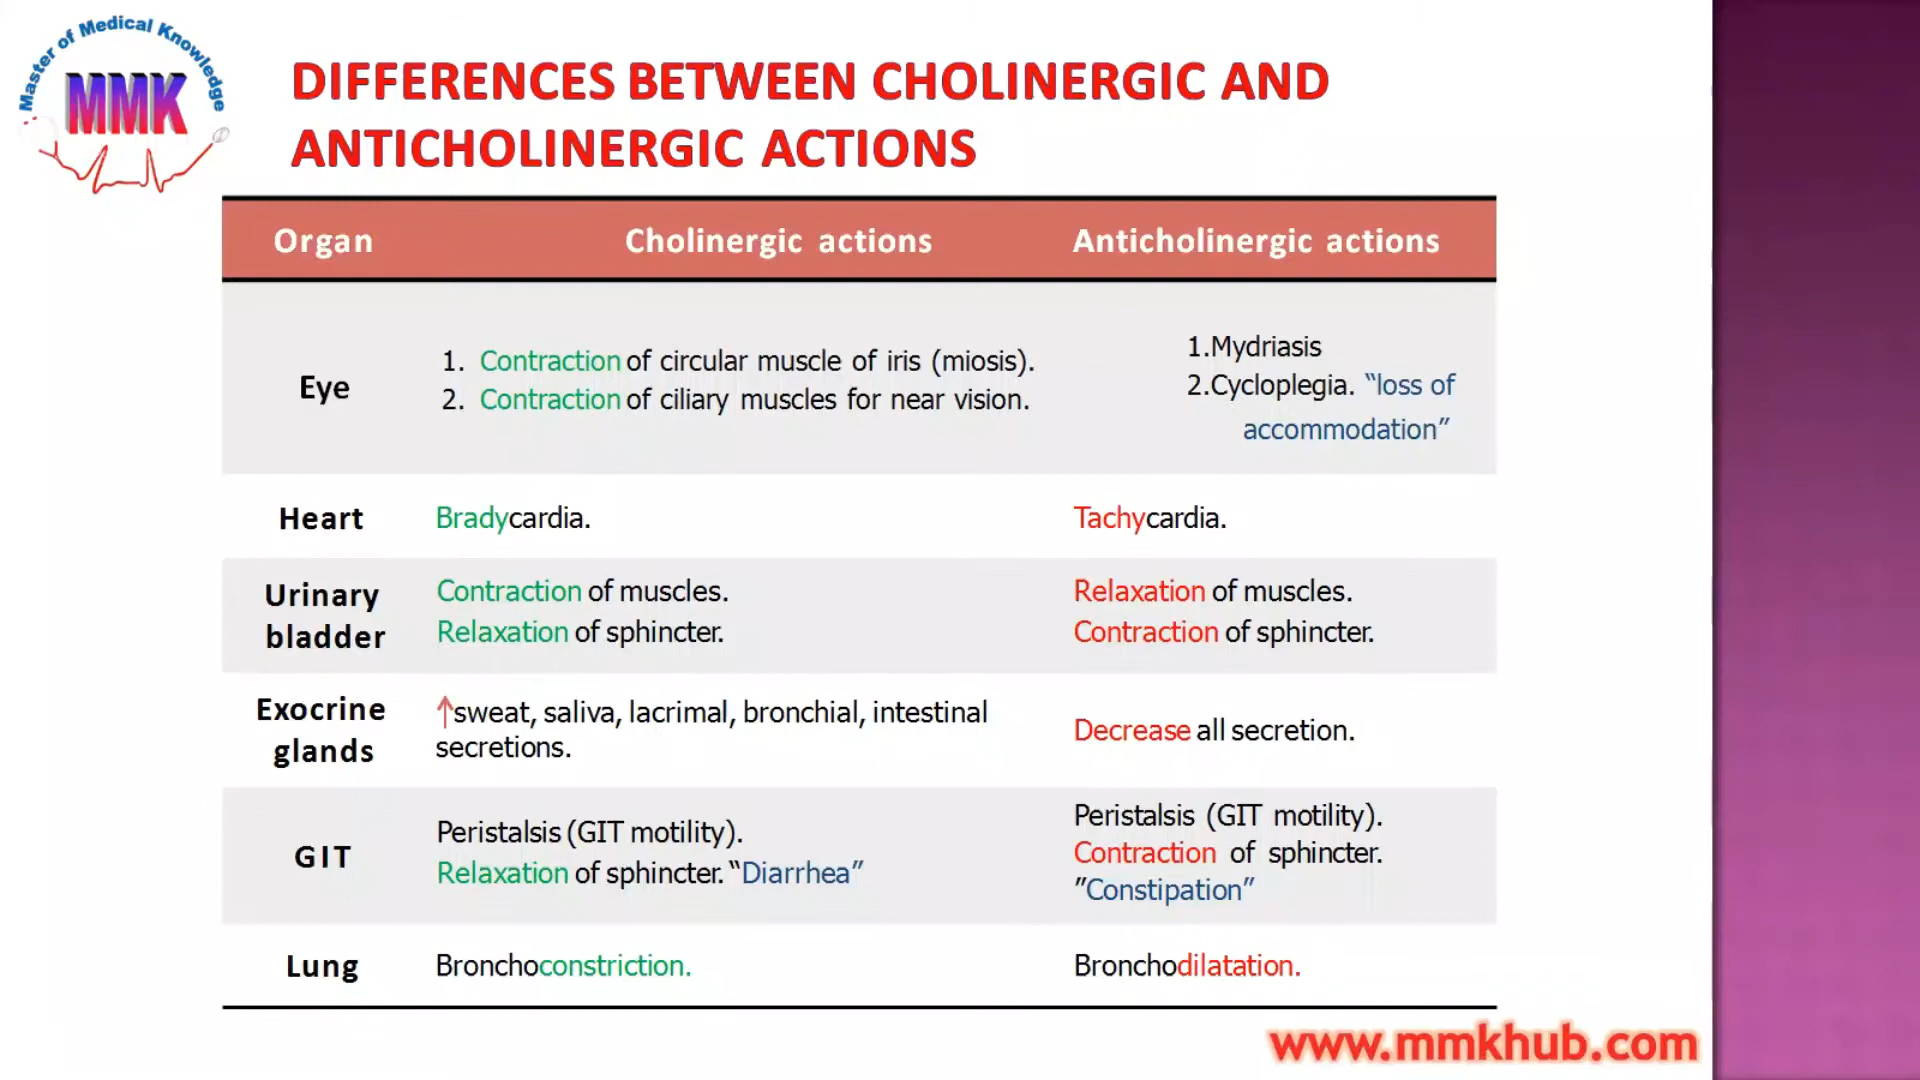 Master of Medical Knowledge
MMK
DIFFERENCES BETWEEN CHOLINERGIC AND
ANTICHOLINERGIC ACTIONS
Organ Cholinergic actions Anticholinergic actions
Eye
1. Contraction of circular muscle of iris (miosis).
2. Contraction of ciliary muscles for near vision.
1.Mydriasis
2.Cycloplegia. “loss of
accommodation”
Heart Bradycardia. Tachycardia.
Urinary
bladder
Contraction of muscles.
Relaxation of sphincter.
Relaxation of muscles.
Contraction of sphincter.
Exocrine
glands
↑sweat, saliva, lacrimal, bronchial, intestinal
secretions.
Decrease all secretion.
GIT
Peristalsis (GIT motility).
Relaxation of sphincter. “Diarrhea”
Peristalsis (GIT motility).
Contraction of sphincter.
”Constipation”
Lung Bronchoconstriction. Bronchodilatation.
www.mmkhub.com